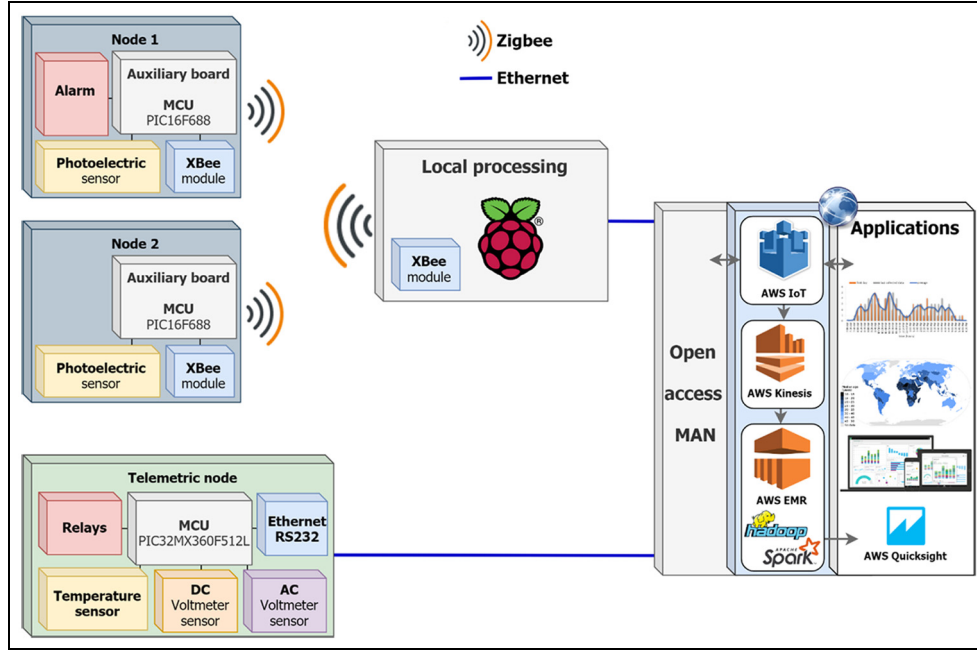 Node 1
Auxiliary board
MCU
PIC16F688
Alarm
Photoelectric
sensor
XBee
module
Node 2
Auxiliary board
MCU
PIC16F688
Photoelectric
sensor
XBee
module
Zigbee
Ethernet
Local processing
®
XBee
module
Telemetric node
Relays
MCU
PIC32MX360F512L
Ethernet
RS232
Temperature
sensor
DC
Voltmeter
sensor
AC
Voltmeter
sensor
Open
access
MAN
AWS IoT
AWS Kinesis
AWS EMR
hadoop
APACHE
Spark
Applications
AWS Quicksight